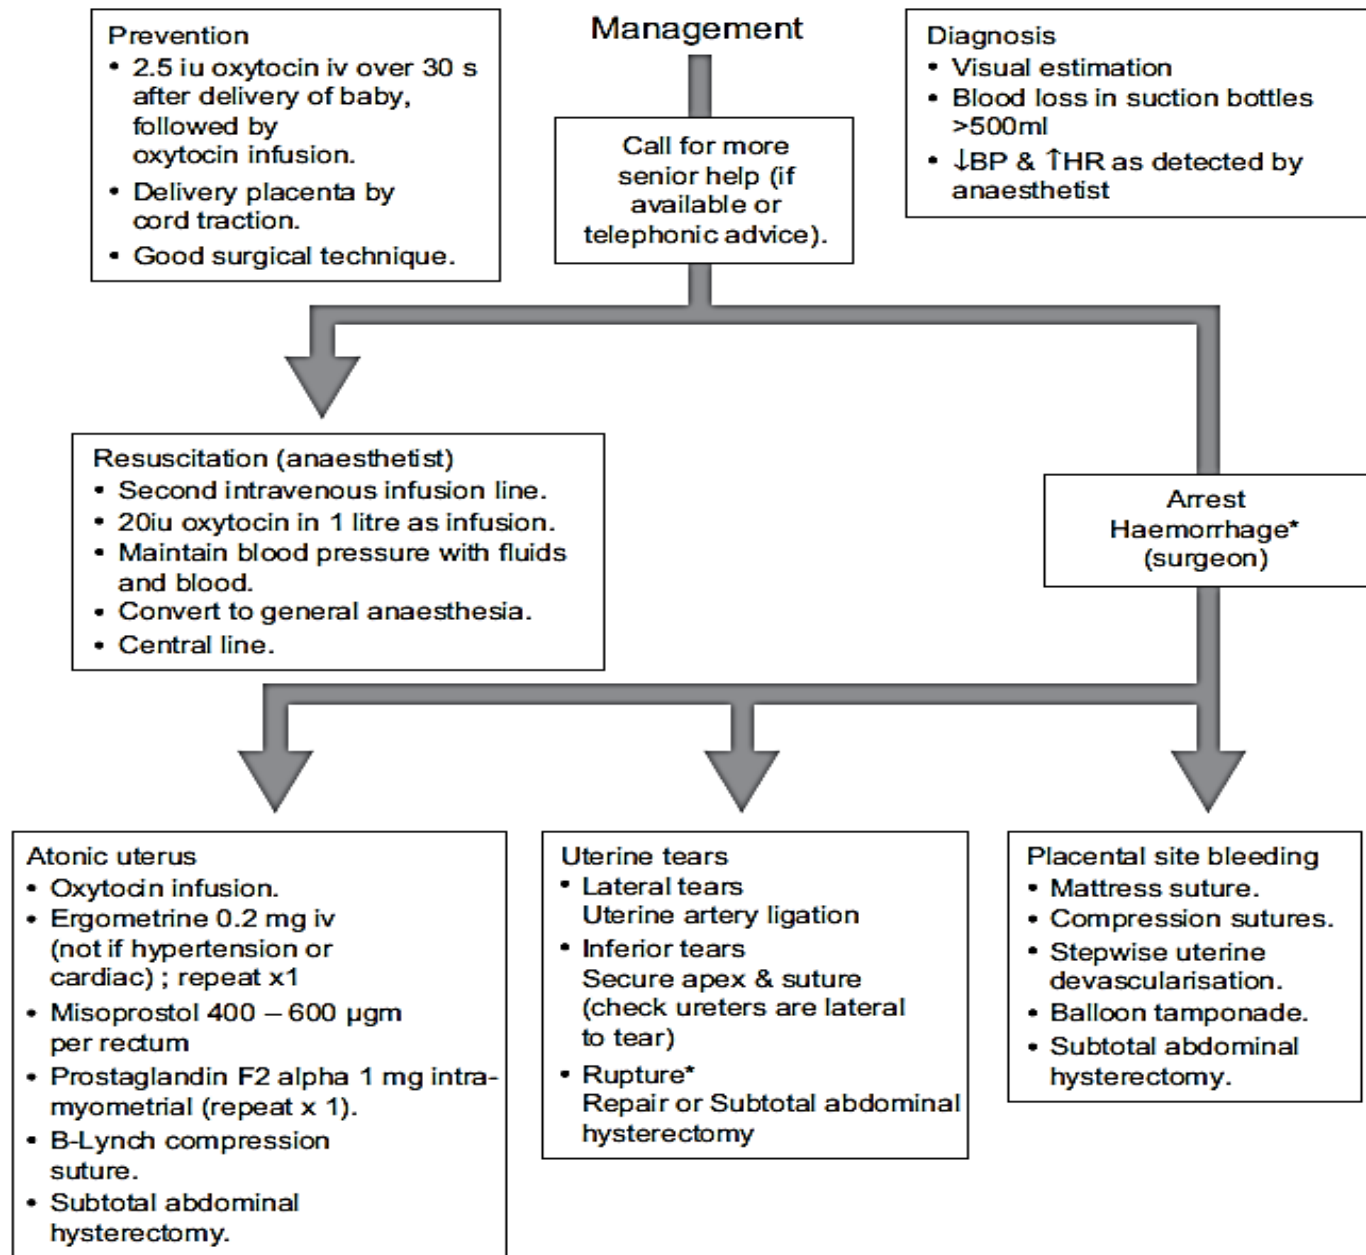 Prevention
• 2.5 iu oxytocin iv over 30 s
after delivery of baby,
followed by
oxytocin infusion.
• Delivery placenta by
cord traction.
• Good surgical technique.
Management
Call for more
senior help (if
available or
telephonic advice).
Diagnosis
• Visual estimation
• Blood loss in suction bottles
>500ml
• ↓BP & ↑HR as detected by
anaesthetist
Resuscitation (anaesthetist)
• Second intravenous infusion line.
• 20iu oxytocin in 1 litre as infusion.
• Maintain blood pressure with fluids
and blood.
• Convert to general anaesthesia.
• Central line.
Arrest
Haemorrhage*
(surgeon)
Atonic uterus
• Oxytocin infusion.
• Ergometrine 0.2 mg iv
(not if hypertension or
cardiac) ; repeat x1
• Misoprostol 400 – 600 µgm
per rectum
• Prostaglandin F2 alpha 1 mg intra-
myometrial (repeat x 1).
• B-Lynch compression
suture.
• Subtotal abdominal
hysterectomy.
Uterine tears
• Lateral tears
Uterine artery ligation
• Inferior tears
Secure apex & suture
(check ureters are lateral
to tear)
• Rupture*
Repair or Subtotal abdominal
hysterectomy
Placental site bleeding
• Mattress suture.
• Compression sutures.
• Stepwise uterine
devascularisation.
• Balloon tamponade.
• Subtotal abdominal
hysterectomy.